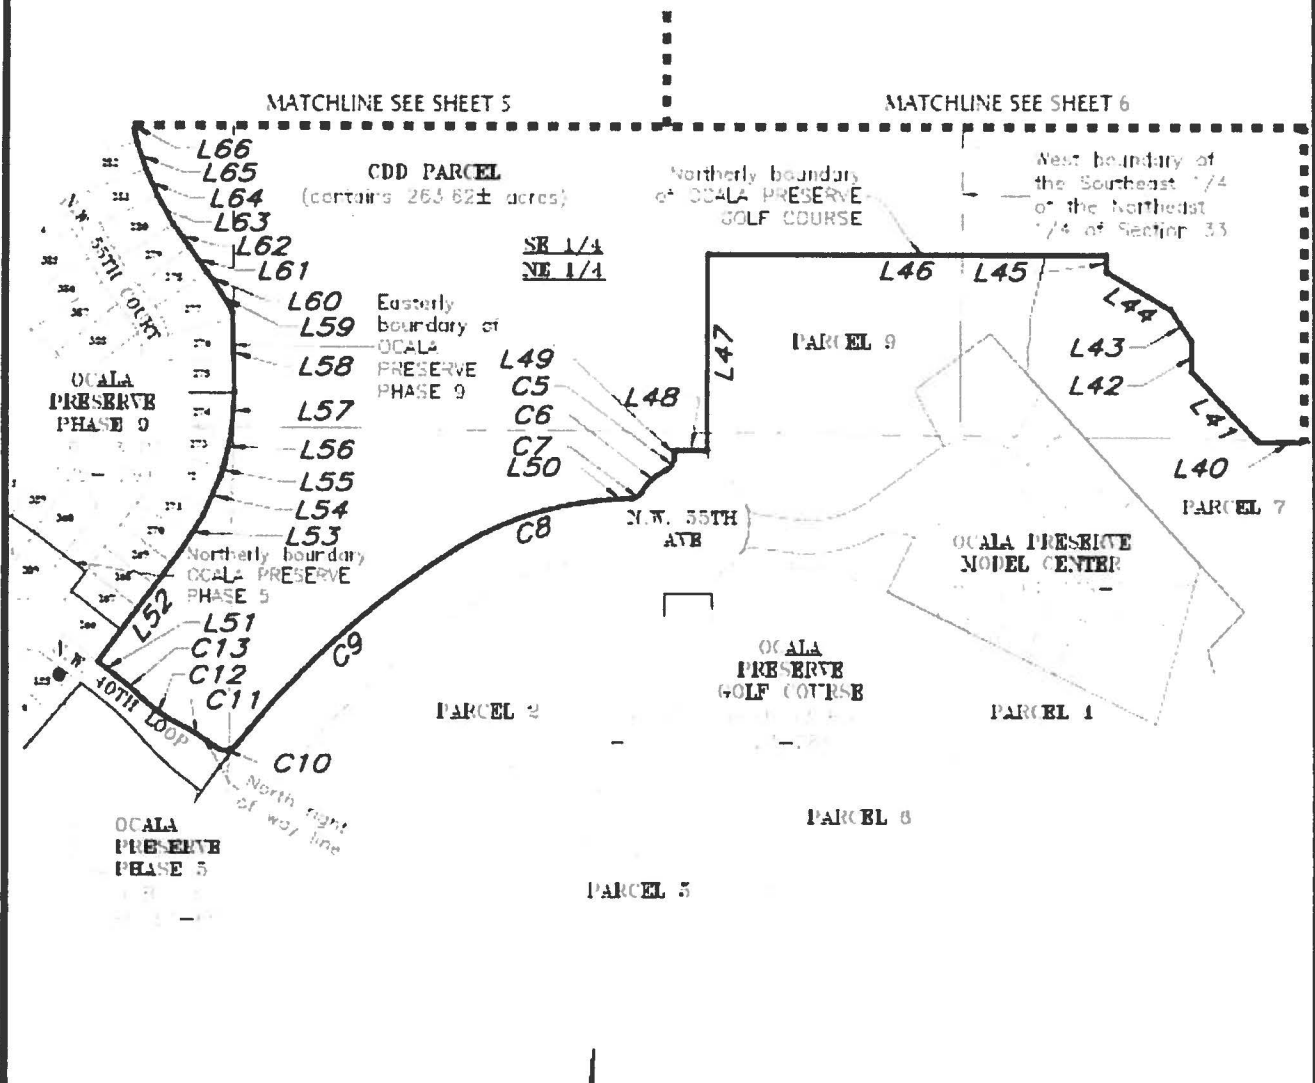 MATCHLINE SEE SHEET 5
MATCHLINE SEE SHEET 6
L66
L65
L64
L63
L62
L61
L60
L59
L58
L57
L56
L55
L54
L53
CDD PARCEL
(contains 263.62± acres)
SE 1/4
NE 1/4
Northerly boundary
of OCALA PRESERVE
GOLF COURSE
West boundary of
the Southeast 1/4
of the Northeast
1/4 of Section 33
L46
L45
L44
L43
L42
L41
L40
L47
PARCEL 9
PARCEL 7
55TH COURT
OCALA
PRESERVE
PHASE 9
Easterly
boundary of
OCALA
PRESERVE
PHASE 9
L49
C5
C6
C7
L50
L48
C8
C9
N.W. 55TH
AVE
OCALA PRESERVE
MODEL CENTER
Northerly boundary
OCALA PRESERVE
PHASE 5
L52
L51
C13
C12
C11
C10
40TH LOOP
North right
of way line
OCALA
PRESERVE
GOLF COURSE
PARCEL 2
PARCEL 4
PARCEL 6
PARCEL 3
OCALA
PRESERVE
PHASE 5